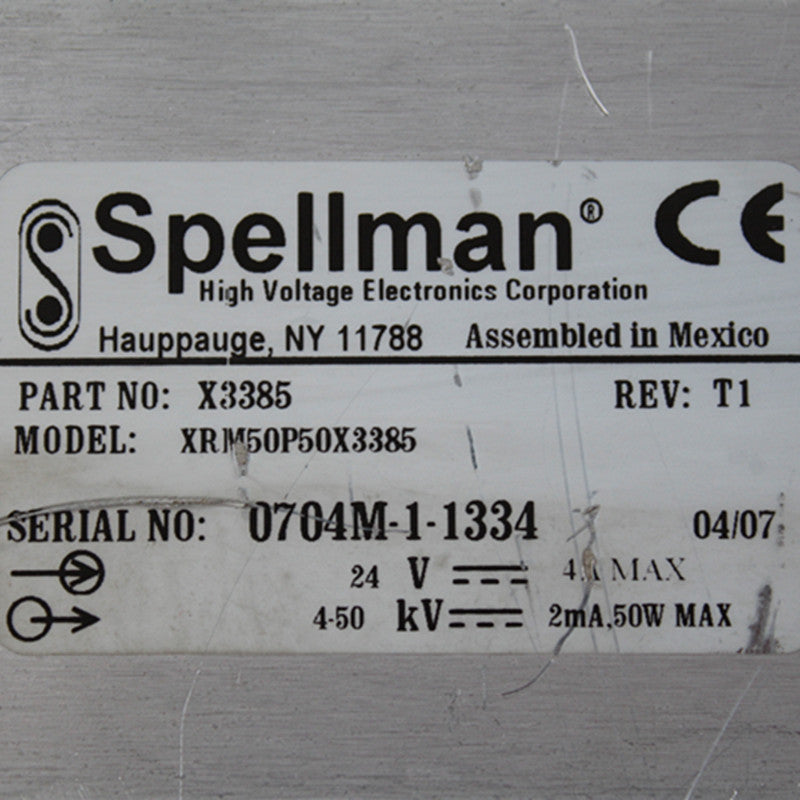 Spellman® CE
High Voltage Electronics Corporation
Hauppauge, NY 11788 Assembled in Mexico
PART NO: X3385 REV: T1
MODEL: XRM50P50X3385
SERIAL NO: 0704M-1-1334 04/07
24 V 4A MAX
4-50 kV 2mA,50W MAX